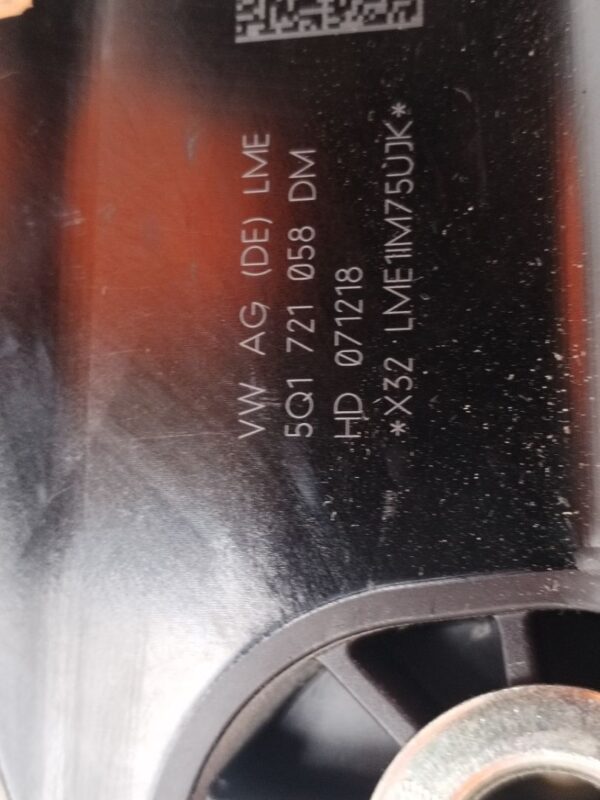 VW AG (DE) LME
5Q1 721 058 DM
HD 071218
*X32 LME1IM75UJK*